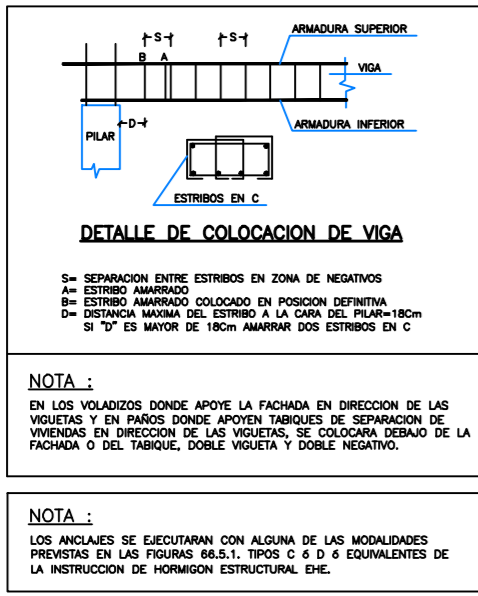 S
S
ARMADURA SUPERIOR
B
A
VIGA
D
PILAR
ARMADURA INFERIOR
ESTRIBOS EN C
DETALLE DE COLOCACION DE VIGA
S= SEPARACION ENTRE ESTRIBOS EN ZONA DE NEGATIVOS
A= ESTRIBO AMARRADO
B= ESTRIBO AMARRADO COLOCADO EN POSICION DEFINITIVA
D= DISTANCIA MAXIMA DEL ESTRIBO A LA CARA DEL PILAR=18Cm
SI "D" ES MAYOR DE 18Cm AMARRAR DOS ESTRIBOS EN C
NOTA :
EN LOS VOLADIZOS DONDE APOYE LA FACHADA EN DIRECCION DE LAS
VIGUETAS Y EN PAÑOS DONDE APOYEN TABIQUES DE SEPARACION DE
VIVIENDAS EN DIRECCION DE LAS VIGUETAS, SE COLOCARA DEBAJO DE LA
FACHADA O DEL TABIQUE, DOBLE VIGUETA Y DOBLE NEGATIVO.
NOTA :
LOS ANCLAJES SE EJECUTARAN CON ALGUNA DE LAS MODALIDADES
PREVISTAS EN LAS FIGURAS 66.5.1. TIPOS C ó D ó EQUIVALENTES DE
LA INSTRUCCION DE HORMIGON ESTRUCTURAL EHE.